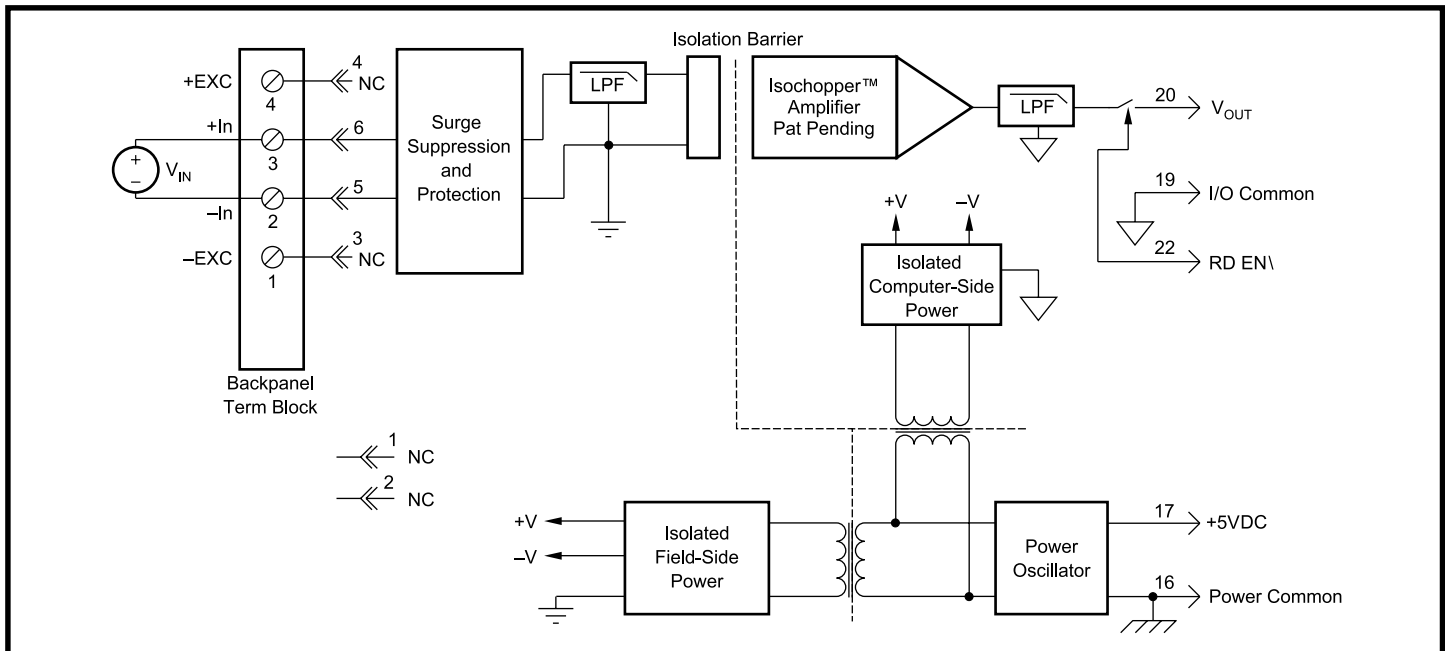 Isolation Barrier
+EXC
4
4
NC
+In
3
6
Surge
Suppression
and
Protection
LPF
Isochopper™
Amplifier
Pat Pending
LPF
20
V_OUT
+
–
V_IN
–In
2
5
19
I/O Common
–EXC
1
3
NC
+V
–V
22
RD EN\
Isolated
Computer-Side
Power
Backpanel
Term Block
1
NC
2
NC
+V
–V
Isolated
Field-Side
Power
Power
Oscillator
17
+5VDC
16
Power Common